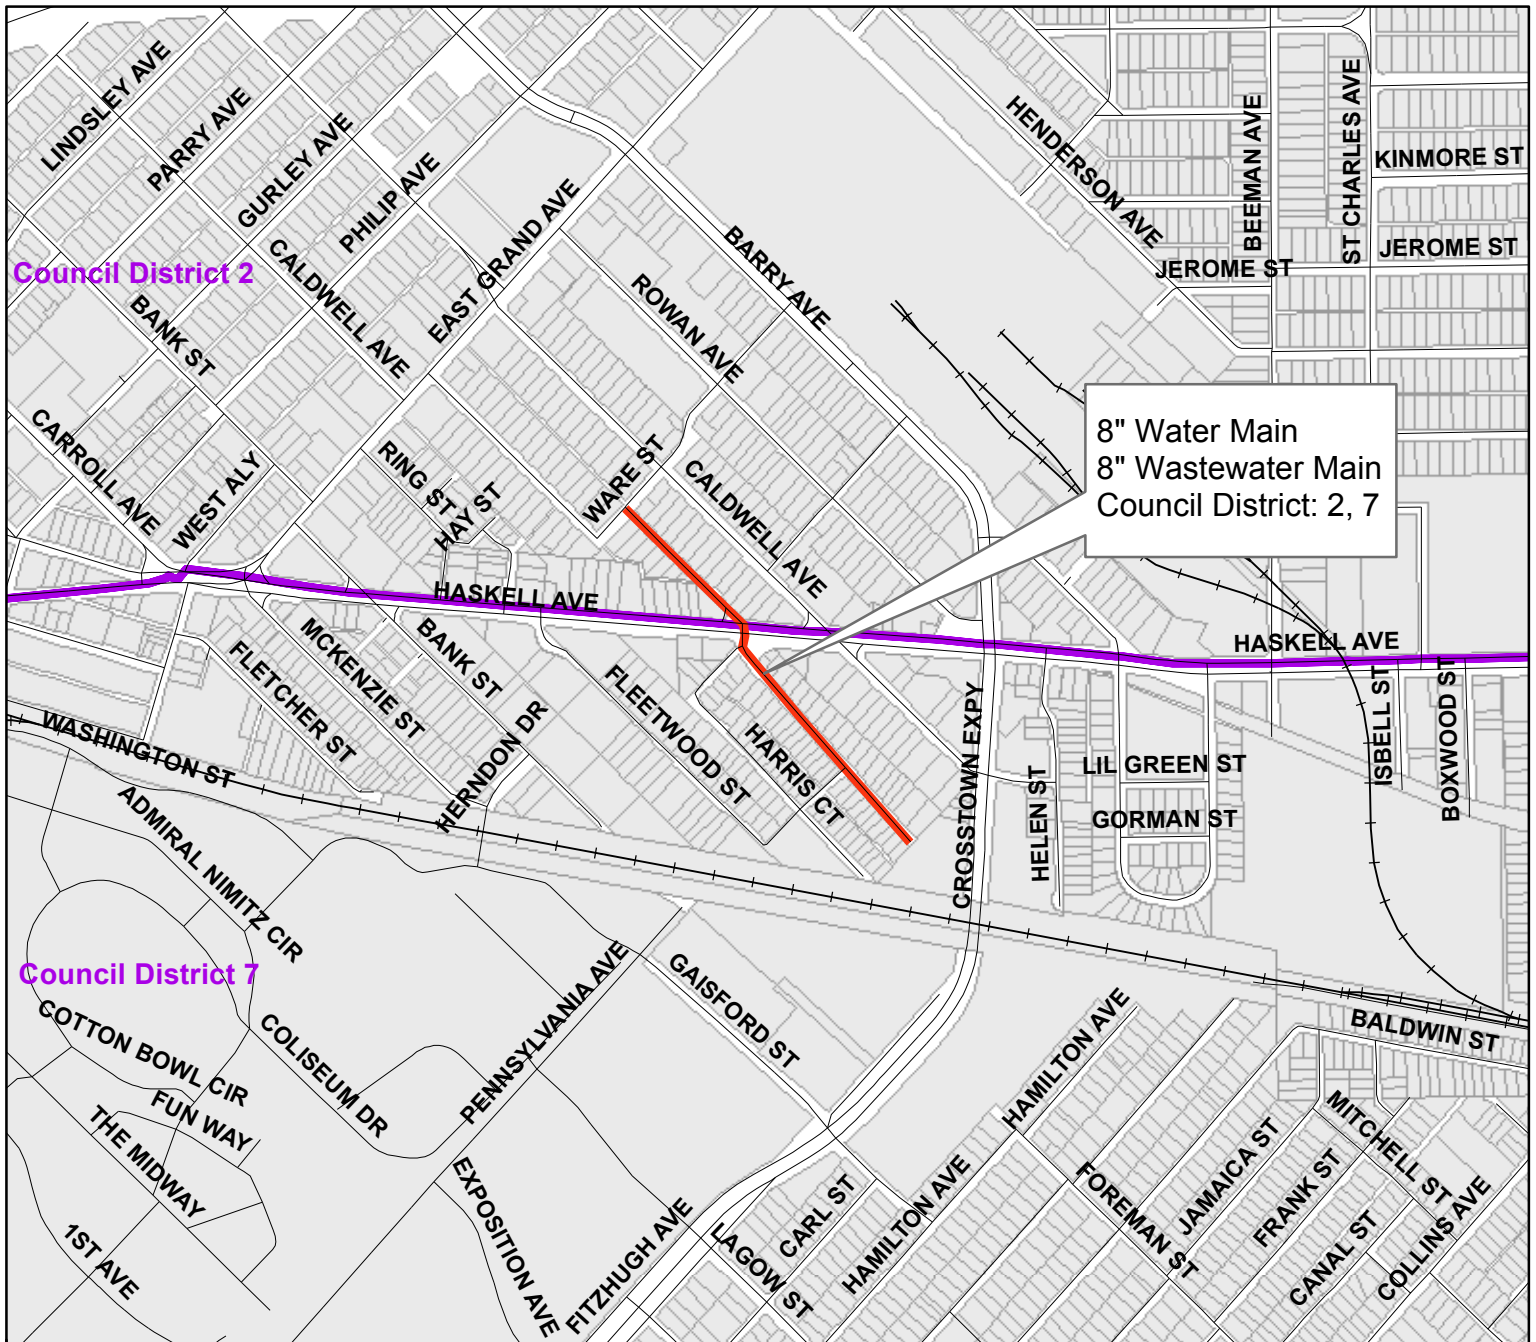 LINDSLEY AVE
PARRY AVE
GURLEY AVE
PHILIP AVE
EAST GRAND AVE
HENDERSON AVE
BEEMAN AVE
ST CHARLES AVE
KINMORE ST
JEROME ST
JEROME ST
Council District 2
CALDWELL AVE
BANK ST
BARRY AVE
ROWAN AVE
CARROLL AVE
WEST ALY
RING ST
HAY ST
WARE ST
CALDWELL AVE
8" Water Main
8" Wastewater Main
Council District: 2, 7
HASKELL AVE
HASKELL AVE
FLETCHER ST
MCKENZIE ST
BANK ST
HERNDON DR
FLEETWOOD ST
HARRIS CT
CROSSTOWN EXPY
HELEN ST
LIL GREEN ST
GORMAN ST
ISBELL ST
BOXWOOD ST
WASHINGTON ST
ADMIRAL NIMITZ CIR
Council District 7
COTTON BOWL CIR
COLISEUM DR
FUN WAY
THE MIDWAY
1ST AVE
PENNSYLVANIA AVE
GAISFORD ST
EXPOSITION AVE
FITZHUGH AVE
LAGOW ST
CARL ST
HAMILTON AVE
HAMILTON AVE
BALDWIN ST
FOREMAN ST
JAMAICA ST
FRANK ST
MITCHELL ST
CANAL ST
COLLINS AVE